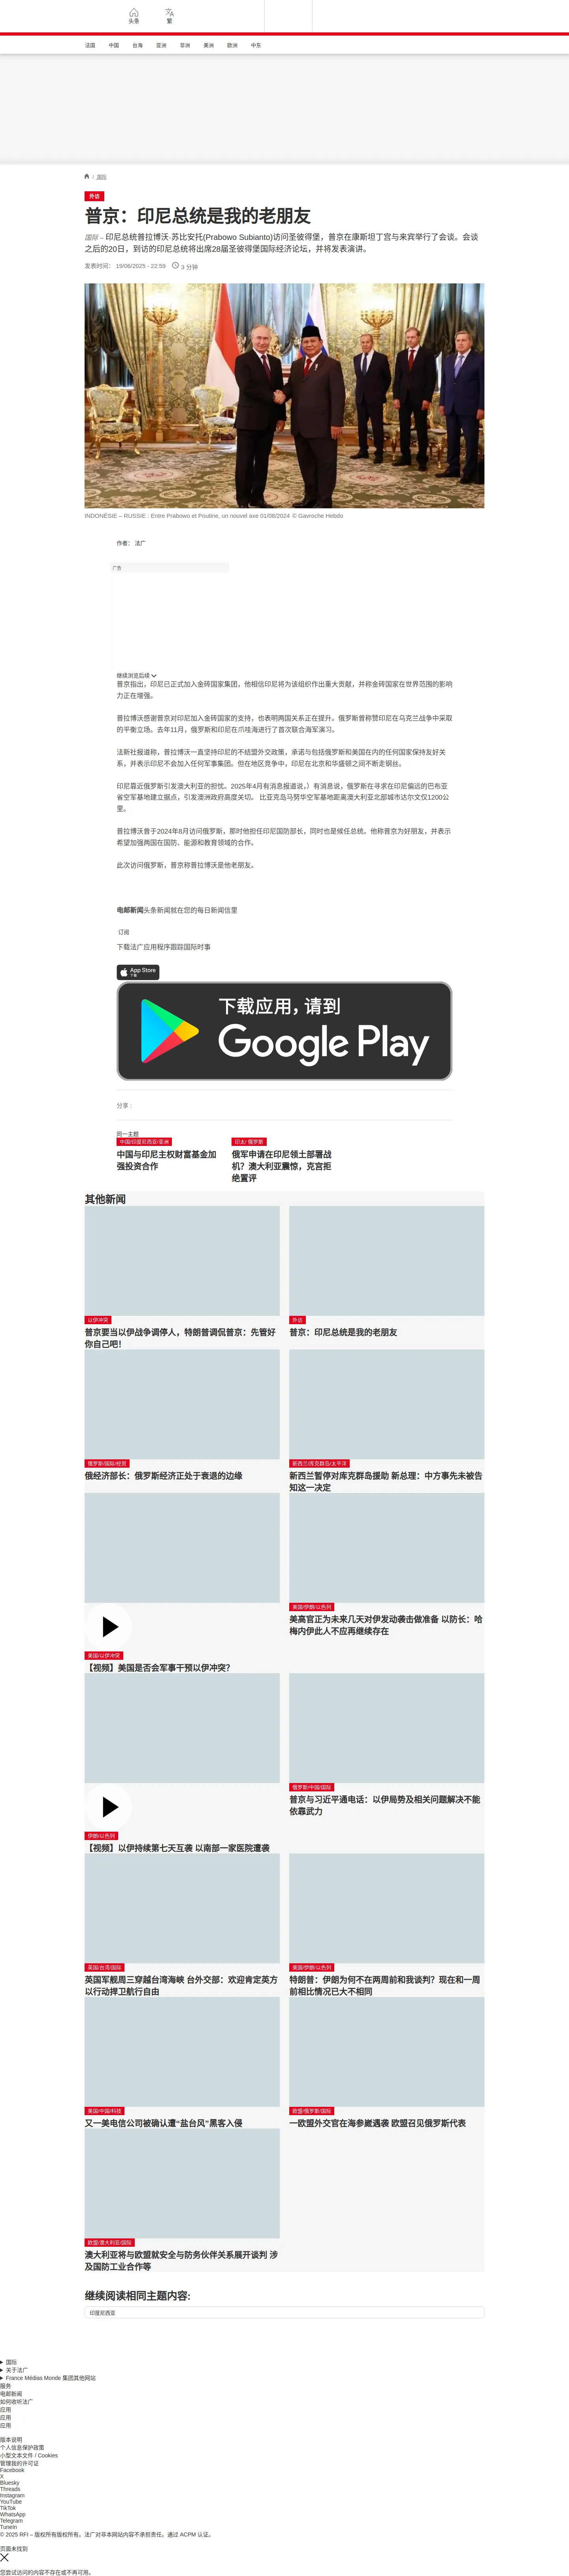 头条
繁
法国 中国 台海 亚洲 非洲 美洲 欧洲 中东
/ 国际
外访
普京：印尼总统是我的老朋友
国际 – 印尼总统普拉博沃·苏比安托(Prabowo Subianto)访问圣彼得堡，普京在康斯坦丁宫与来宾举行了会谈。会谈
之后的20日，到访的印尼总统将出席28届圣彼得堡国际经济论坛，并将发表演讲。
发表时间： 19/06/2025 - 22:59 3 分钟
INDONÉSIE – RUSSIE : Entre Prabowo et Poutine, un nouvel axe 01/08/2024 © Gavroche Hebdo
作者： 法广
广告
继续浏览后续
普京指出，印尼已正式加入金砖国家集团，他相信印尼将为该组织作出重大贡献，并称金砖国家在世界范围的影响
力正在增强。
普拉博沃感谢普京对印尼加入金砖国家的支持，也表明两国关系正在提升。俄罗斯曾称赞印尼在乌克兰战争中采取
的平衡立场。去年11月，俄罗斯和印尼在爪哇海进行了首次联合海军演习。
法新社报道称，普拉博沃一直坚持印尼的不结盟外交政策，承诺与包括俄罗斯和美国在内的任何国家保持友好关
系，并表示印尼不会加入任何军事集团。但在地区竞争中，印尼在北京和华盛顿之间不断走钢丝。
印尼靠近俄罗斯引发澳大利亚的担忧。2025年4月有消息报道说，）有消息说，俄罗斯在寻求在印尼偏远的巴布亚
省空军基地建立据点，引发澳洲政府高度关切。 比亚克岛马努华空军基地距离澳大利亚北部城市达尔文仅1200公
里。
普拉博沃曾于2024年8月访问俄罗斯，那时他担任印尼国防部长，同时也是候任总统。他称普京为好朋友，并表示
希望加强两国在国防、能源和教育领域的合作。
此次访问俄罗斯，普京称普拉博沃是他老朋友。
电邮新闻头条新闻就在您的每日新闻信里
订阅
下载法广应用程序跟踪国际时事
App Store
下载
下载应用，请到
Google Play
分享 :
同一主题
中国/印度尼西亚/亚洲
中国与印尼主权财富基金加
强投资合作
印太/ 俄罗斯
俄军申请在印尼领土部署战
机？澳大利亚震惊，克宫拒
绝置评
其他新闻
以伊冲突
普京要当以伊战争调停人，特朗普调侃普京：先管好
你自己吧！
外访
普京：印尼总统是我的老朋友
俄罗斯/国际/经贸
俄经济部长：俄罗斯经济正处于衰退的边缘
新西兰/库克群岛/太平洋
新西兰暂停对库克群岛援助 新总理：中方事先未被告
知这一决定
美国/以伊冲突
【视频】美国是否会军事干预以伊冲突？
美国/伊朗/以色列
美高官正为未来几天对伊发动袭击做准备 以防长：哈
梅内伊此人不应再继续存在
伊朗/以色列
【视频】以伊持续第七天互袭 以南部一家医院遭袭
俄罗斯/中国/国际
普京与习近平通电话：以伊局势及相关问题解决不能
依靠武力
英国/台湾/国际
英国军舰周三穿越台湾海峡 台外交部：欢迎肯定英方
以行动捍卫航行自由
美国/伊朗/以色列
特朗普：伊朗为何不在两周前和我谈判？现在和一周
前相比情况已大不相同
美国/中国/科技
又一美电信公司被确认遭“盐台风”黑客入侵
欧盟/俄罗斯/国际
一欧盟外交官在海参崴遇袭 欧盟召见俄罗斯代表
欧盟/澳大利亚/国际
澳大利亚将与欧盟就安全与防务伙伴关系展开谈判 涉
及国防工业合作等
继续阅读相同主题内容:
印度尼西亚
国际
关于法广
France Médias Monde 集团其他网站
服务
电邮新闻
如何收听法广
应用
应用
应用
版本说明
个人信息保护政策
小型文本文件 / Cookies
管理我的许可证
Facebook
X
Bluesky
Threads
Instagram
YouTube
TikTok
WhatsApp
Telegram
TuneIn
© 2025 RFI – 版权所有版权所有。法广对非本网站内容不承担责任。通过 ACPM 认证。
页面未找到
您尝试访问的内容不存在或不再可用。